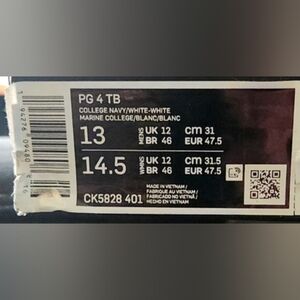 PG 4 TB
COLLEGE NAVY/WHITE-WHITE
MARINE COLLEGE/BLANC/BLANC
13 MENS UK 12 CM 31
BR 46 EUR 47.5
14.5 WMNS UK 12 CM 31.5
BR 46 EUR 47.5
CK5828 401
MADE IN VIETNAM/
FABRIQUE AU VIETNAM/
FABRICADO NO VIETNÃ/
HECHO EN VIETNAM